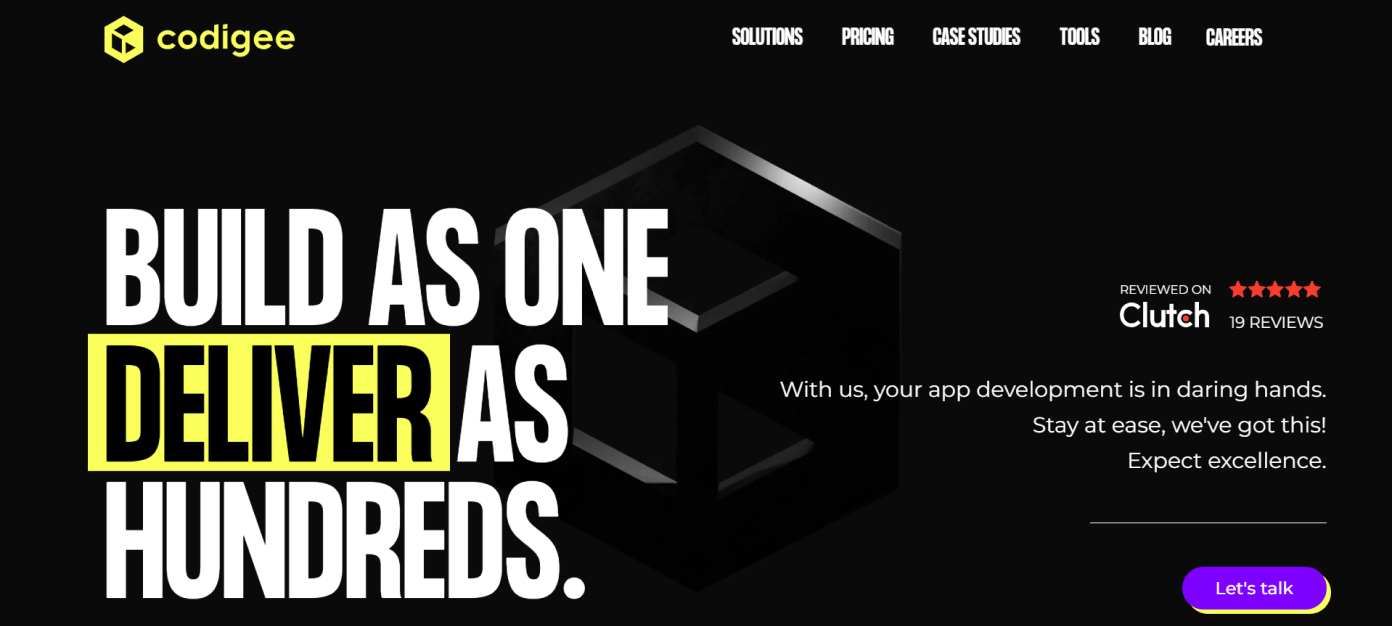 codigee
SOLUTIONS PRICING CASE STUDIES TOOLS BLOG CAREERS
BUILD AS ONE
DELIVER AS
HUNDREDS.
REVIEWED ON
Clutch
19 REVIEWS
With us, your app development is in daring hands.
Stay at ease, we've got this!
Expect excellence.
Let's talk